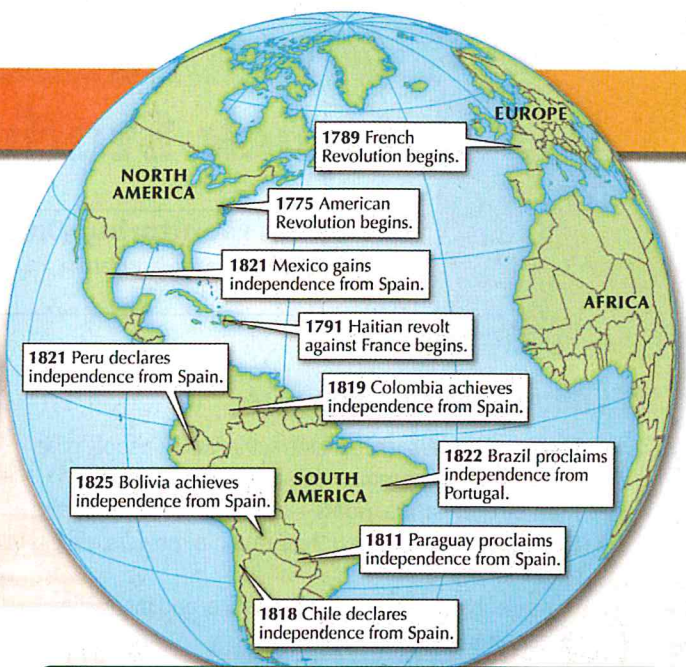 EUROPE
1789 French
Revolution begins.
NORTH
AMERICA
1775 American
Revolution begins.
1821 Mexico gains
independence from Spain.
AFRICA
1791 Haitian revolt
against France begins.
1821 Peru declares
independence from Spain.
1819 Colombia achieves
independence from Spain.
1822 Brazil proclaims
independence from
Portugal.
1825 Bolivia achieves
independence from Spain.
SOUTH
AMERICA
1811 Paraguay proclaims
independence from Spain.
1818 Chile declares
independence from Spain.